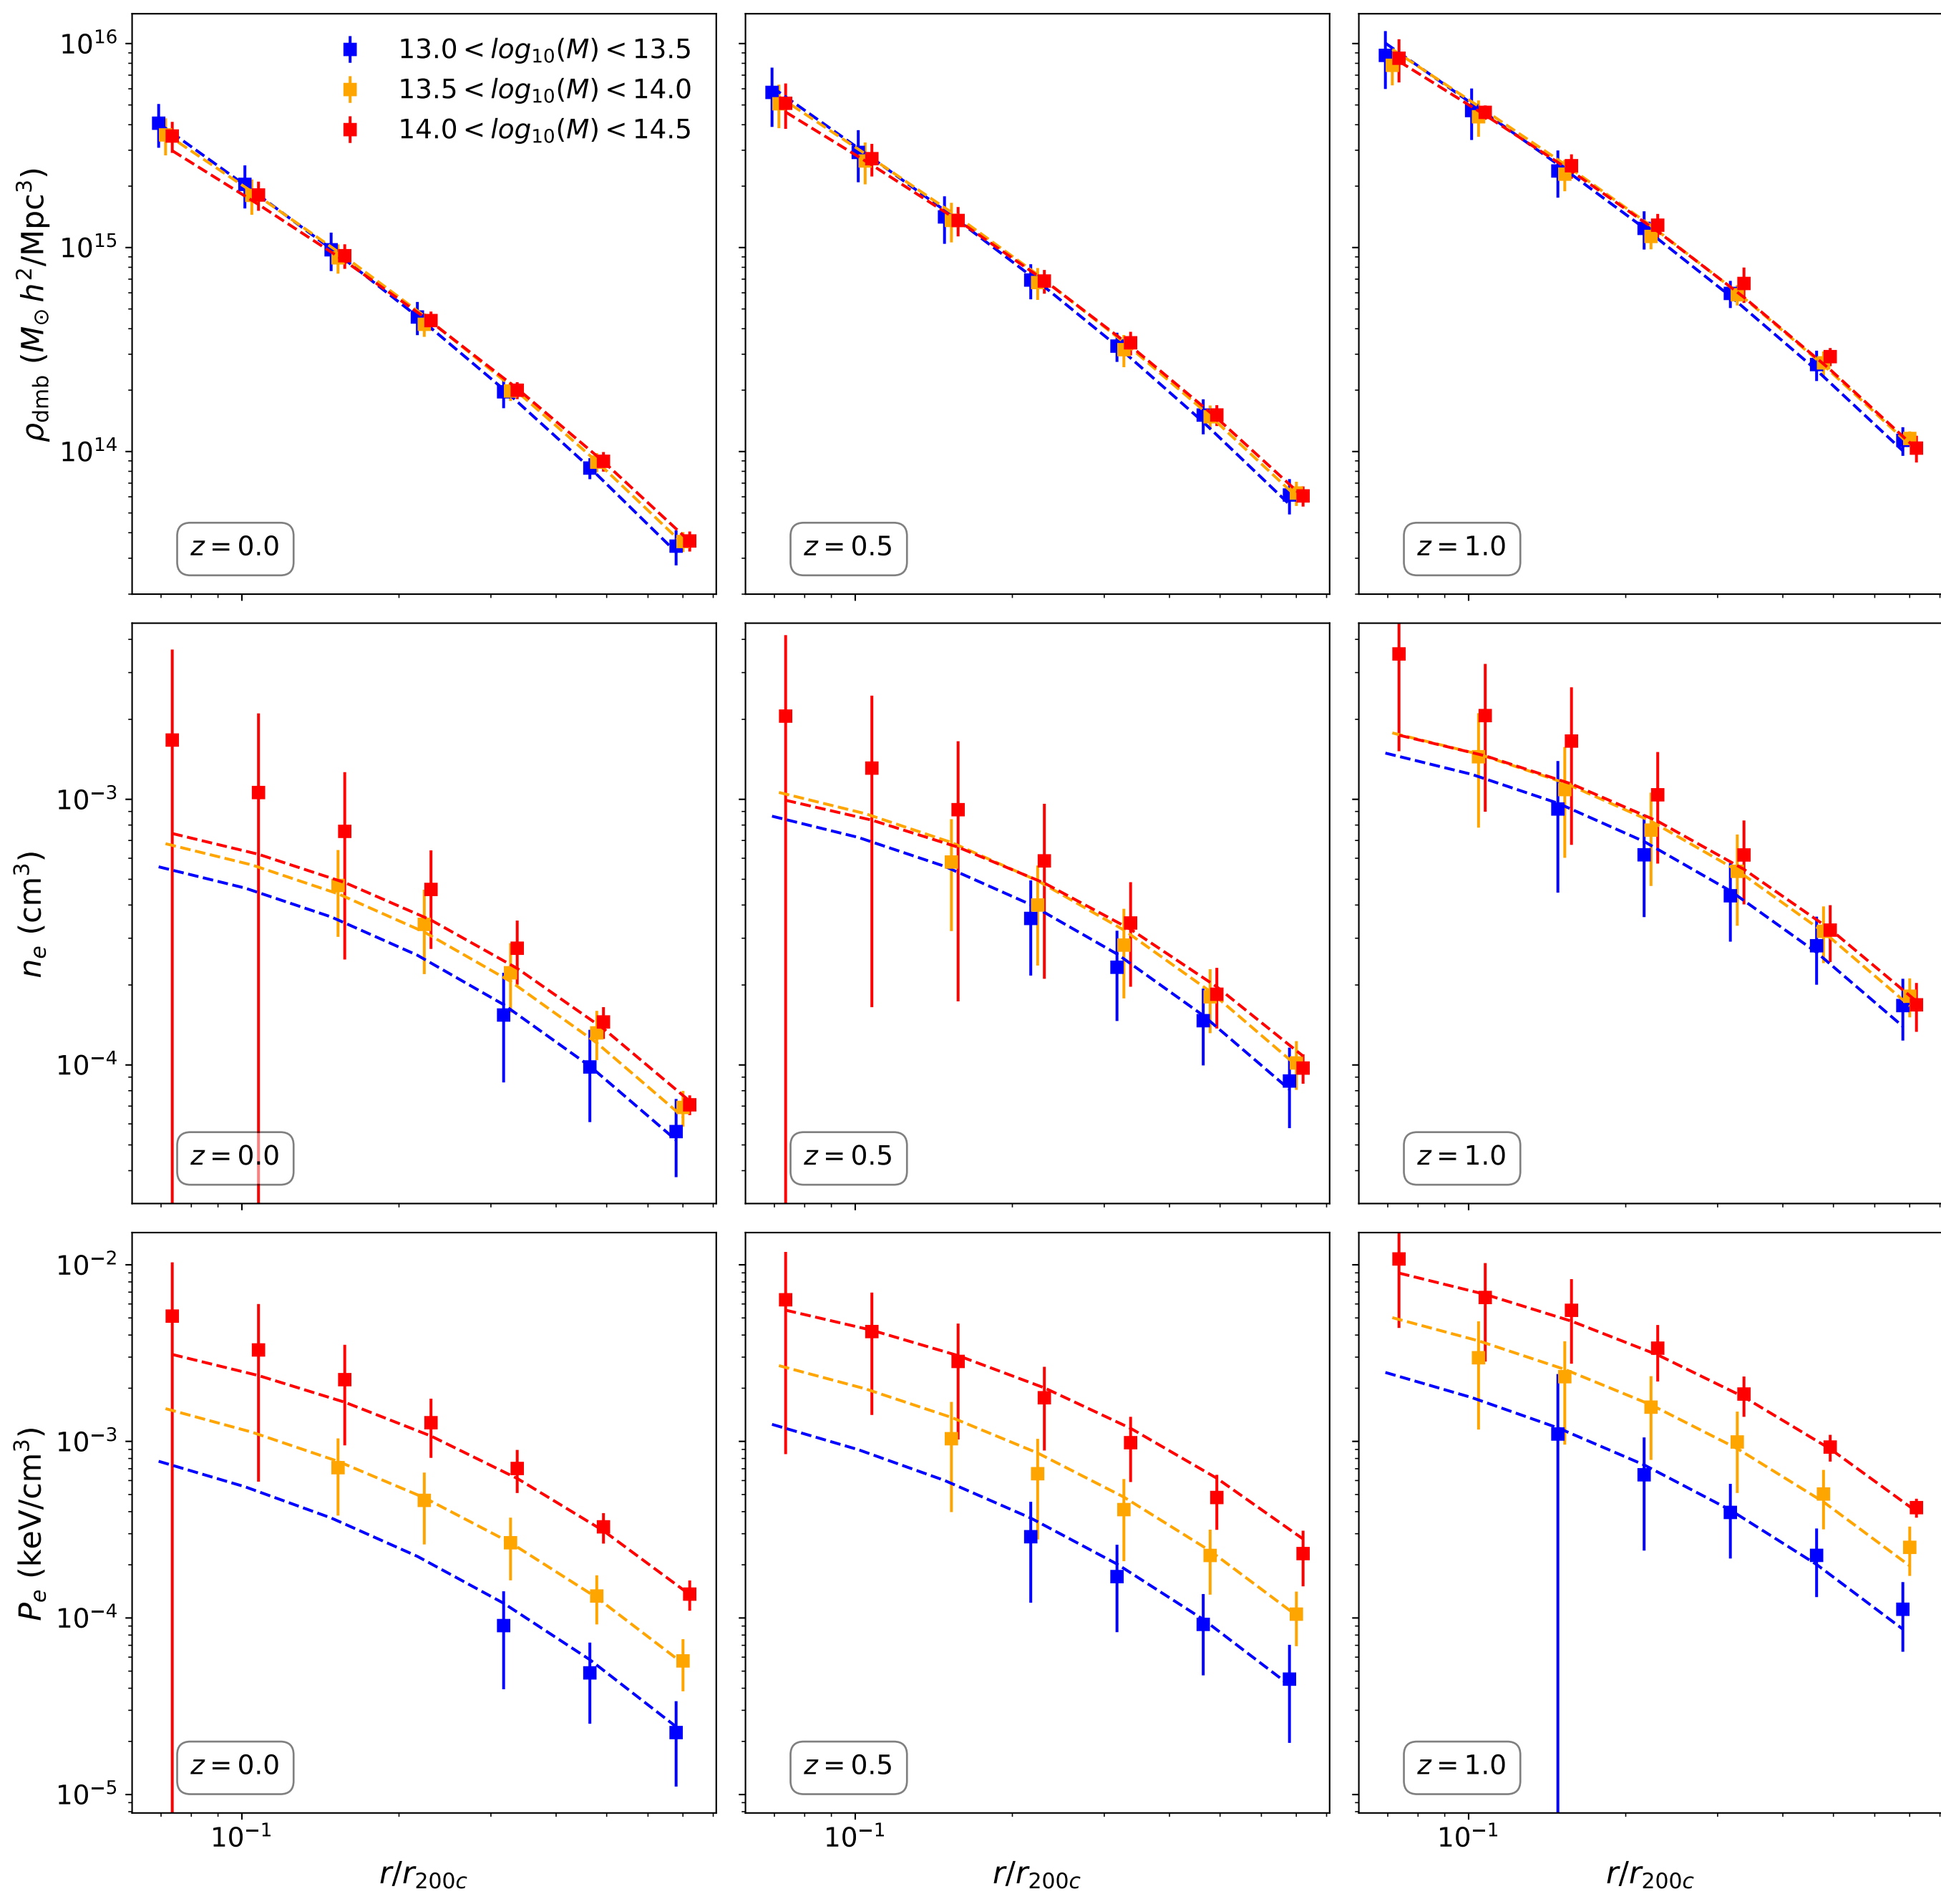 10^16
10^15
10^14
ρ_dmb (M_⊙ h^2/Mpc^3)
13.0 < log_10(M) < 13.5
13.5 < log_10(M) < 14.0
14.0 < log_10(M) < 14.5
z = 0.0
z = 0.5
z = 1.0
10^−3
10^−4
n_e (cm^3)
z = 0.0
z = 0.5
z = 1.0
10^−2
10^−3
10^−4
10^−5
P_e (keV/cm^3)
z = 0.0
z = 0.5
z = 1.0
10^−1
10^−1
10^−1
r/r_200c
r/r_200c
r/r_200c